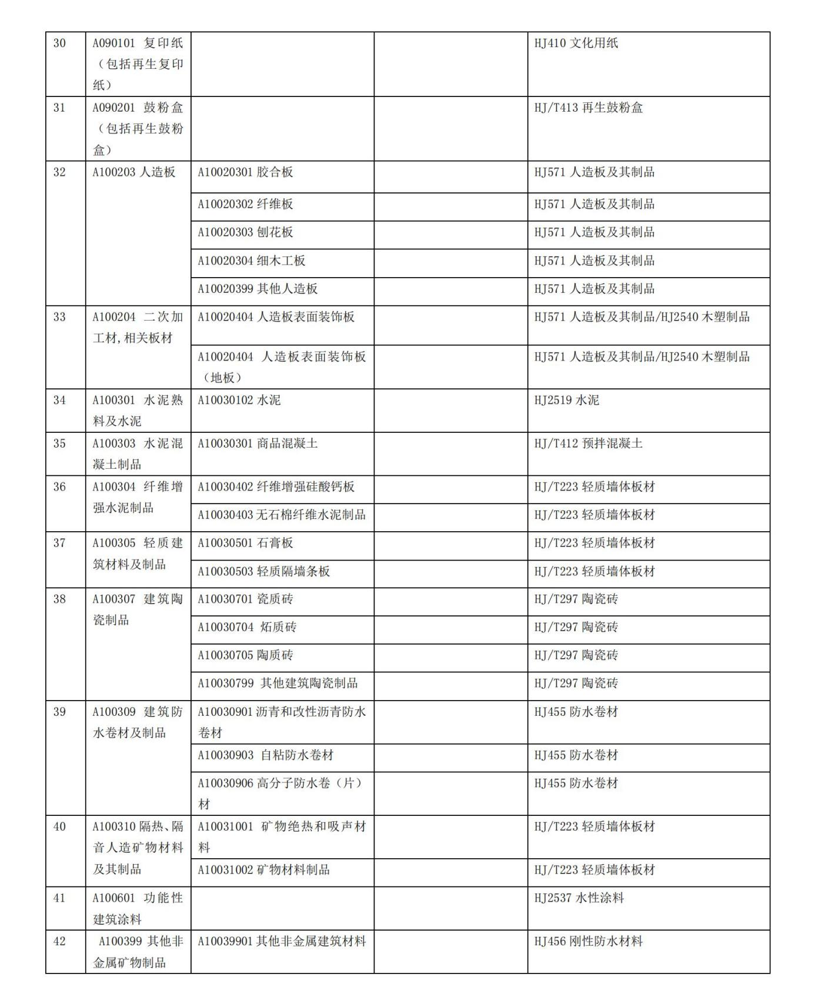 30 A090101 复印纸 HJ410 文化用纸
（包括再生复印
纸）
31 A090201 鼓粉盒 HJ/T413 再生鼓粉盒
（包括再生鼓粉
盒）
32 A100203 人造板 A10020301 胶合板 HJ571 人造板及其制品
A10020302 纤维板 HJ571 人造板及其制品
A10020303 刨花板 HJ571 人造板及其制品
A10020304 细木工板 HJ571 人造板及其制品
A10020399 其他人造板 HJ571 人造板及其制品
33 A100204 二次加 A10020404 人造板表面装饰板 HJ571 人造板及其制品/HJ2540 木塑制品
工材,相关板材
A10020404 人造板表面装饰板 HJ571 人造板及其制品/HJ2540 木塑制品
（地板）
34 A100301 水泥熟 A10030102 水泥 HJ2519 水泥
料及水泥
35 A100303 水泥混 A10030301 商品混凝土 HJ/T412 预拌混凝土
凝土制品
36 A100304 纤维增 A10030402 纤维增强硅酸钙板 HJ/T223 轻质墙体板材
强水泥制品
A10030403 无石棉纤维水泥制品 HJ/T223 轻质墙体板材
37 A100305 轻质建 A10030501 石膏板 HJ/T223 轻质墙体板材
筑材料及制品
A10030503 轻质隔墙条板 HJ/T223 轻质墙体板材
38 A100307 建筑陶 A10030701 瓷质砖 HJ/T297 陶瓷砖
瓷制品
A10030704 炻质砖 HJ/T297 陶瓷砖
A10030705 陶质砖 HJ/T297 陶瓷砖
A10030799 其他建筑陶瓷制品 HJ/T297 陶瓷砖
39 A100309 建筑防 A10030901 沥青和改性沥青防水 HJ455 防水卷材
水卷材及制品 卷材
A10030903 自粘防水卷材 HJ455 防水卷材
A10030906 高分子防水卷（片） HJ455 防水卷材
材
40 A100310 隔热、隔 A10031001 矿物绝热和吸声材 HJ/T223 轻质墙体板材
音人造矿物材料 料
及其制品 A10031002 矿物材料制品 HJ/T223 轻质墙体板材
41 A100601 功能性 HJ2537 水性涂料
建筑涂料
42 A100399 其他非 A10039901 其他非金属建筑材料 HJ456 刚性防水材料
金属矿物制品